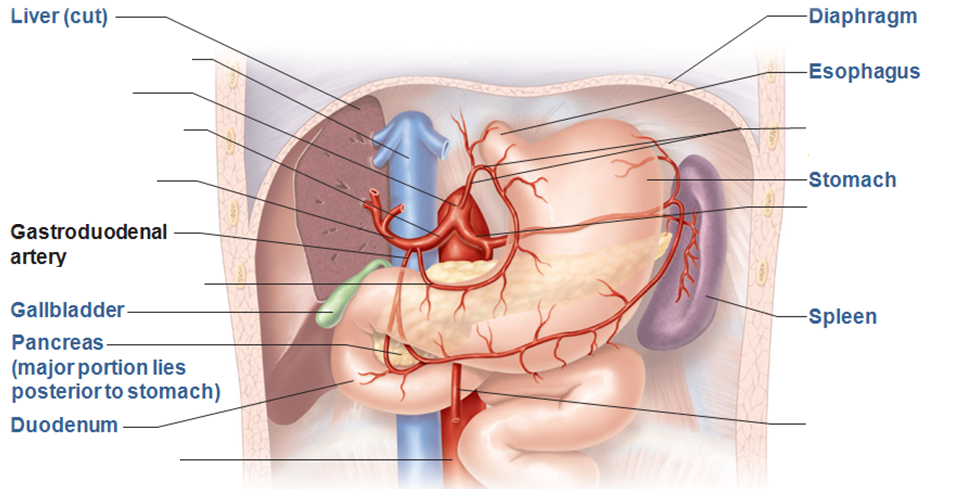 Liver (cut)
Gastroduodenal
artery
Gallbladder
Pancreas
(major portion lies
posterior to stomach)
Duodenum
Diaphragm
Esophagus
Stomach
Spleen